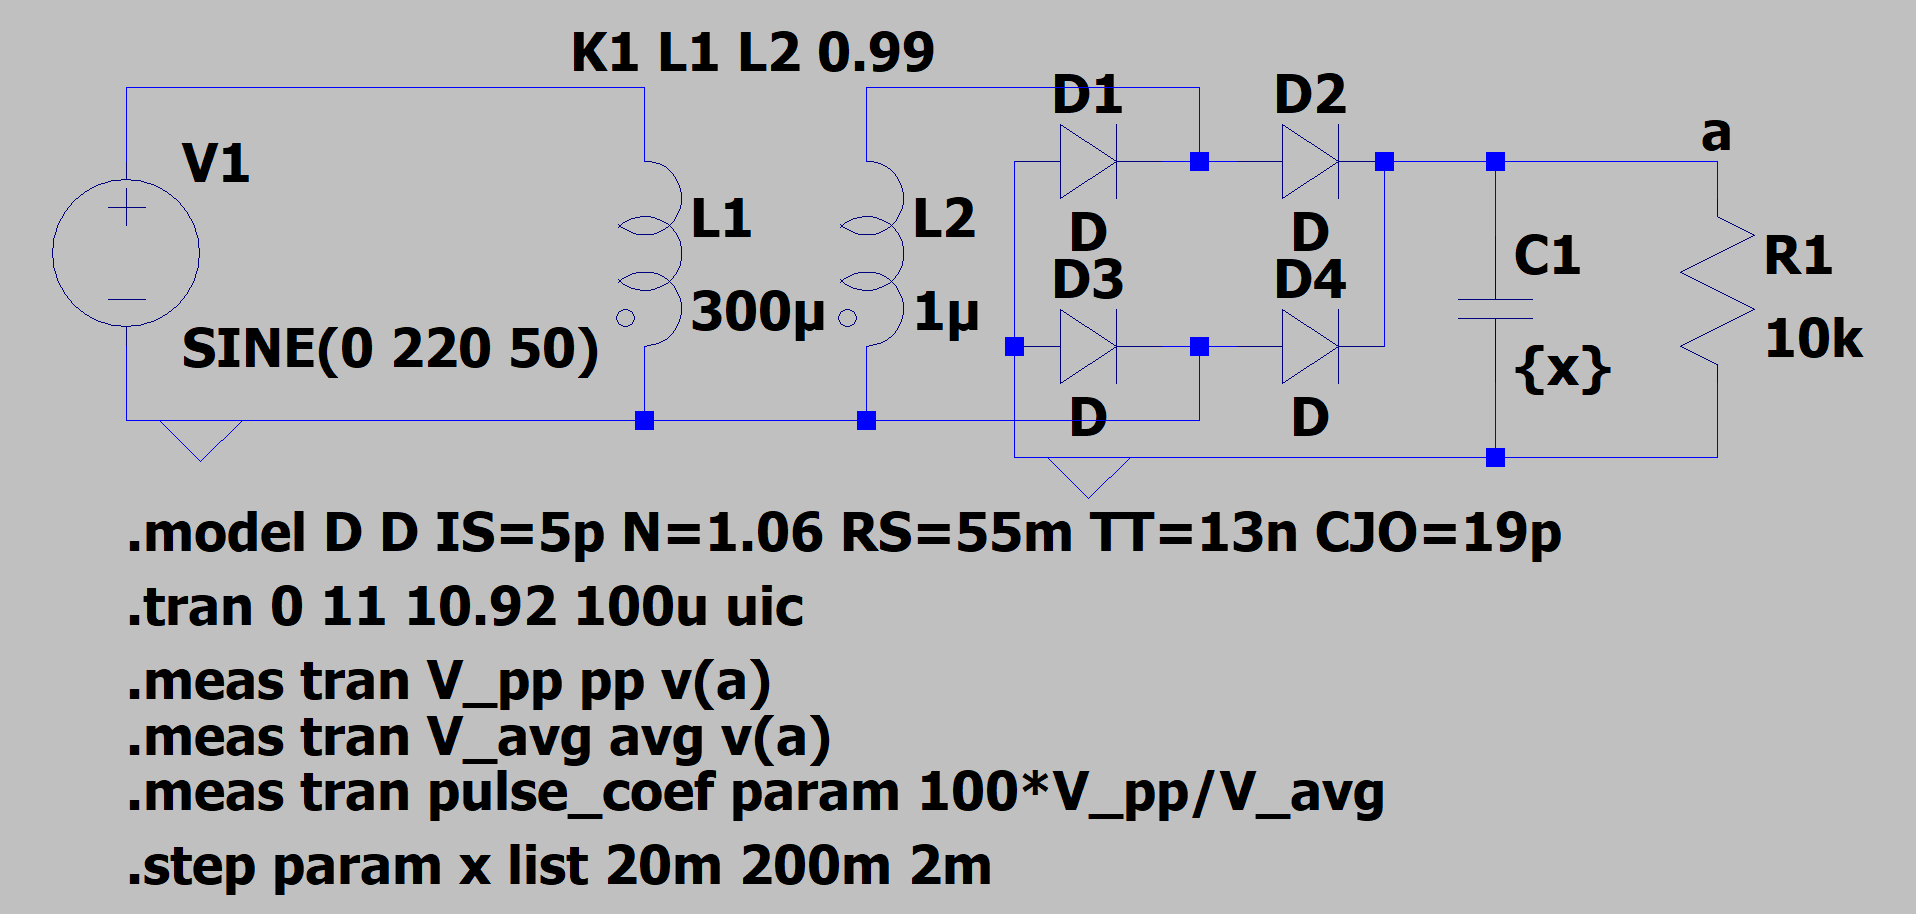 K1 L1 L2 0.99
D1
D2
a
V1
L1
L2
D
D
C1
R1
D3
D4
300µ
1µ
SINE(0 220 50)
10k
{x}
D
D
.model D D IS=5p N=1.06 RS=55m TT=13n CJO=19p
.tran 0 11 10.92 100u uic
.meas tran V_pp pp v(a)
.meas tran V_avg avg v(a)
.meas tran pulse_coef param 100*V_pp/V_avg
.step param x list 20m 200m 2m